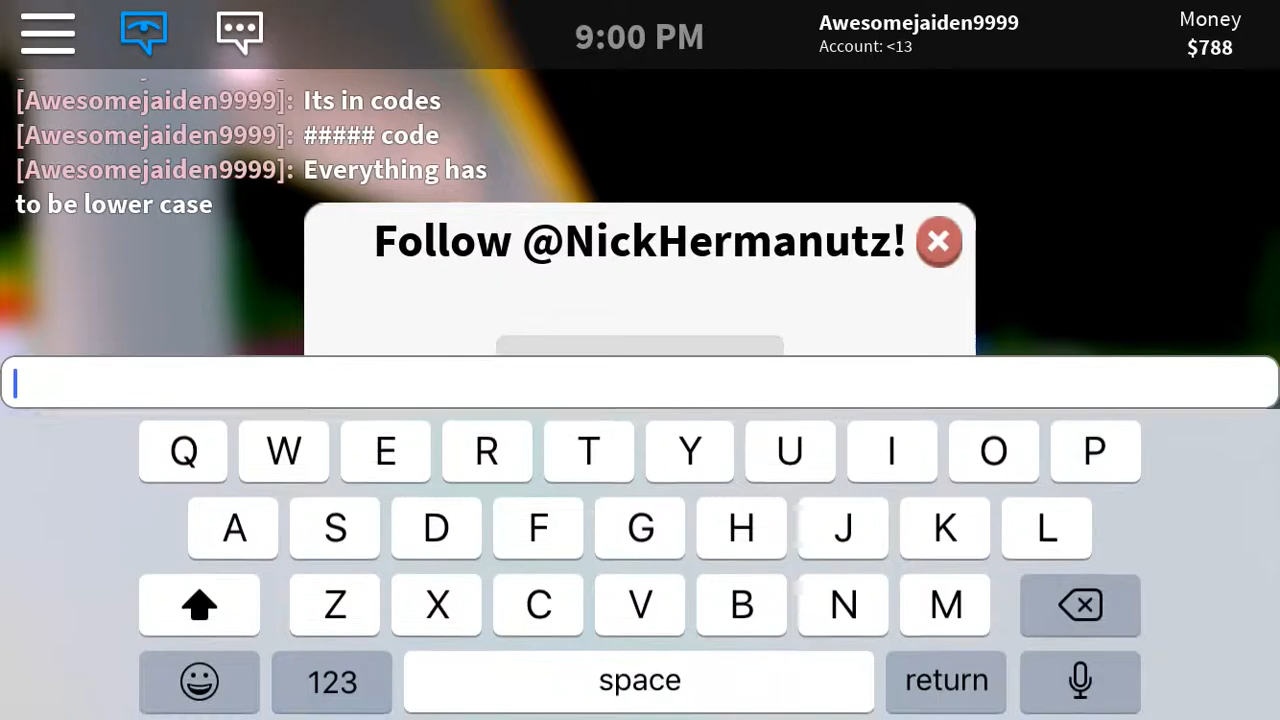 9:00 PM
Awesomejaiden9999
Account: <13
Money
$788
[Awesomejaiden9999]: Its in codes
[Awesomejaiden9999]: ##### code
[Awesomejaiden9999]: Everything has
to be lower case
Follow @NickHermanutz!
Q W E R T Y U I O P
A S D F G H J K L
Z X C V B N M
123 space return